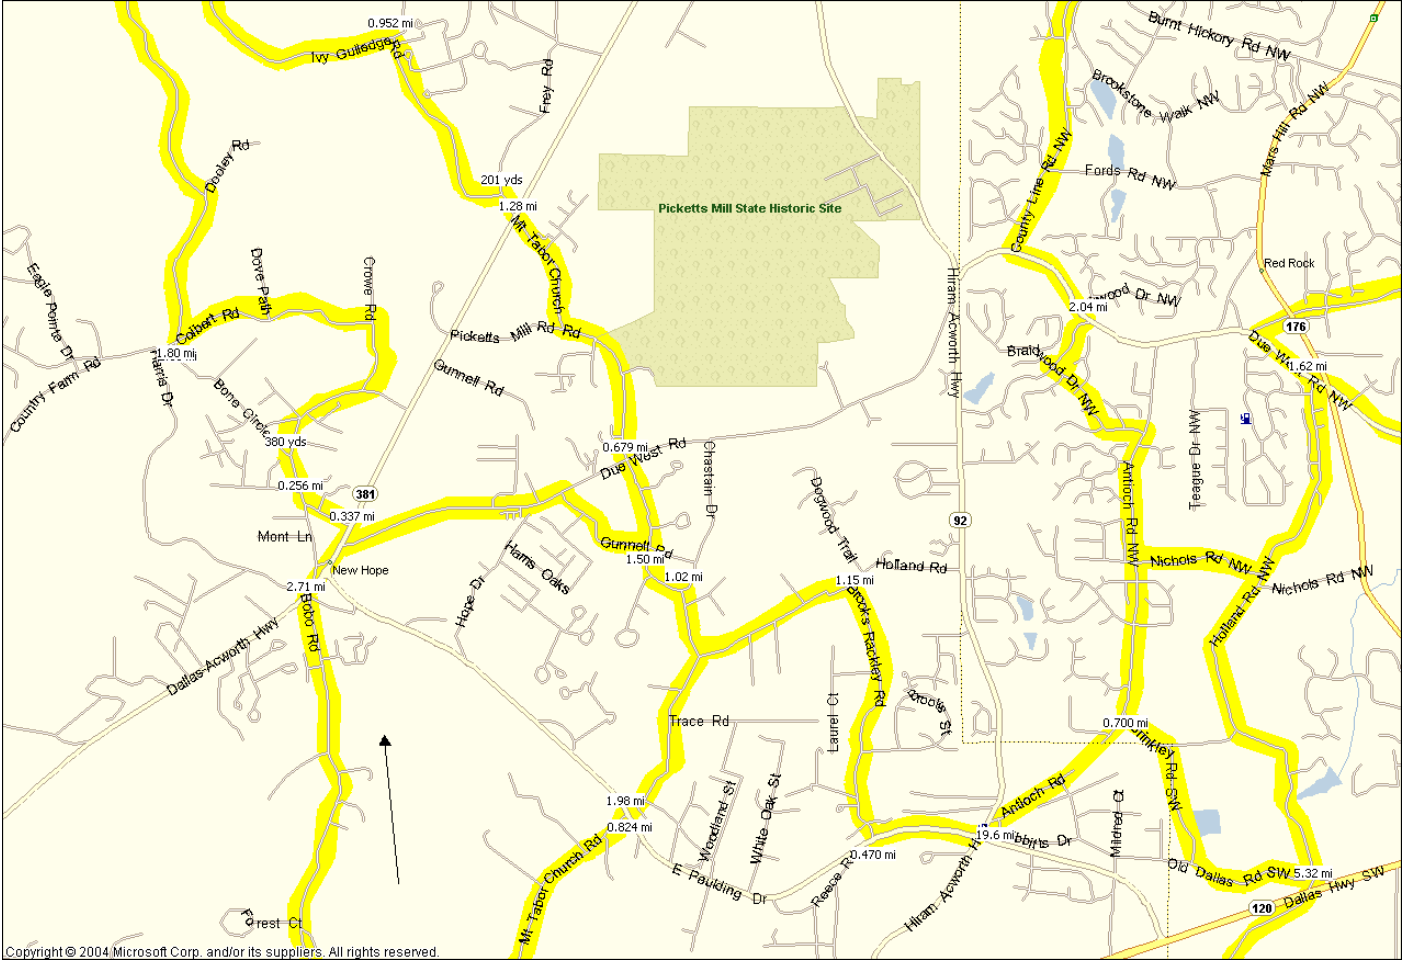 0.952 mi
Ivy Gulledge Rd
Burnt Hickory Rd NW
Frey Rd
Brookstone Walk NW
Mars Hill Rd NW
Dooley Rd
County Line Rd NW
Fords Rd NW
201 yds
1.28 mi
Picketts Mill State Historic Site
Mt Tabor Church Rd
Dove Path
Crowe Rd
Eagle Pointe Dr
Hiram Acworth Hwy
Red Rock
wood Dr NW
2.04 mi
Colbert Rd
176
Picketts Mill Rd
Due West Rd NW
1.80 mi
Harris Dr
Braidwood Dr NW
1.62 mi
Country Farm Rd
Gunnell Rd
Bone Circle
380 yds
0.679 mi
Due West Rd
Chastain Dr
Teague Dr NW
Antioch Rd NW
0.256 mi
381
Dogwood Trail
0.337 mi
92
Mont Ln
Gunnell Rd
1.50 mi
Harris Oaks
New Hope
1.02 mi
1.15 mi
Holland Rd
Nichols Rd NW
Nichols Rd NW
2.71 mi
Bobo Rd
Hope Dr
Brooks Rackley Rd
Holland Rd NW
Dallas-Acworth Hwy
Laurel Ct
Brooks St
Trace Rd
0.700 mi
Brinkley Rd SW
Woodland St
White Oak St
Antioch Rd
Mildred Ct
1.98 mi
0.824 mi
19.6 mi
bbitts Dr
0.470 mi
Mt Tabor Church Rd
E Paulding Dr
Reece R
Hiram Acworth H
Old Dallas Rd SW
5.32 mi
Dallas Hwy SW
120
Forest Ct
Copyright © 2004 Microsoft Corp. and/or its suppliers. All rights reserved.